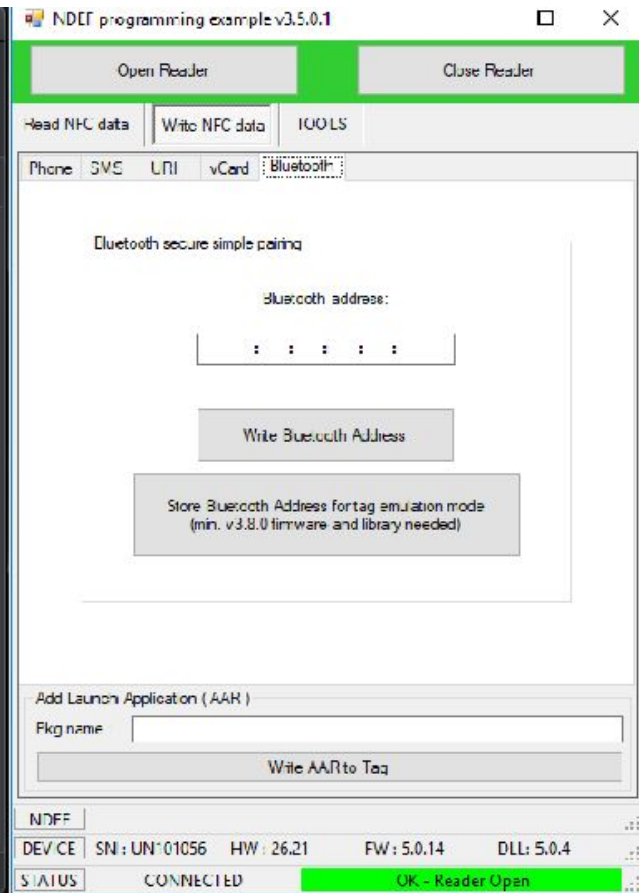 NDEF programming example v3.5.0.1
Open Reader Close Reader
Read NFC data Write NFC data TOOLS
Phone SMS URI vCard Bluetooth
Bluetooth secure simple pairing
Bluetooth address:
: : : : :
Write Bluetooth Address
Store Bluetooth Address for tag emulation mode
(min. v3.8.0 firmware and library needed)
Add Launch Application ( AAR )
Pkg name
Write AAR to Tag
NDEF
DEVICE SN : UN101056 HW : 26.21 FW : 5.0.14 DLL: 5.0.4
STATUS CONNECTED OK - Reader Open